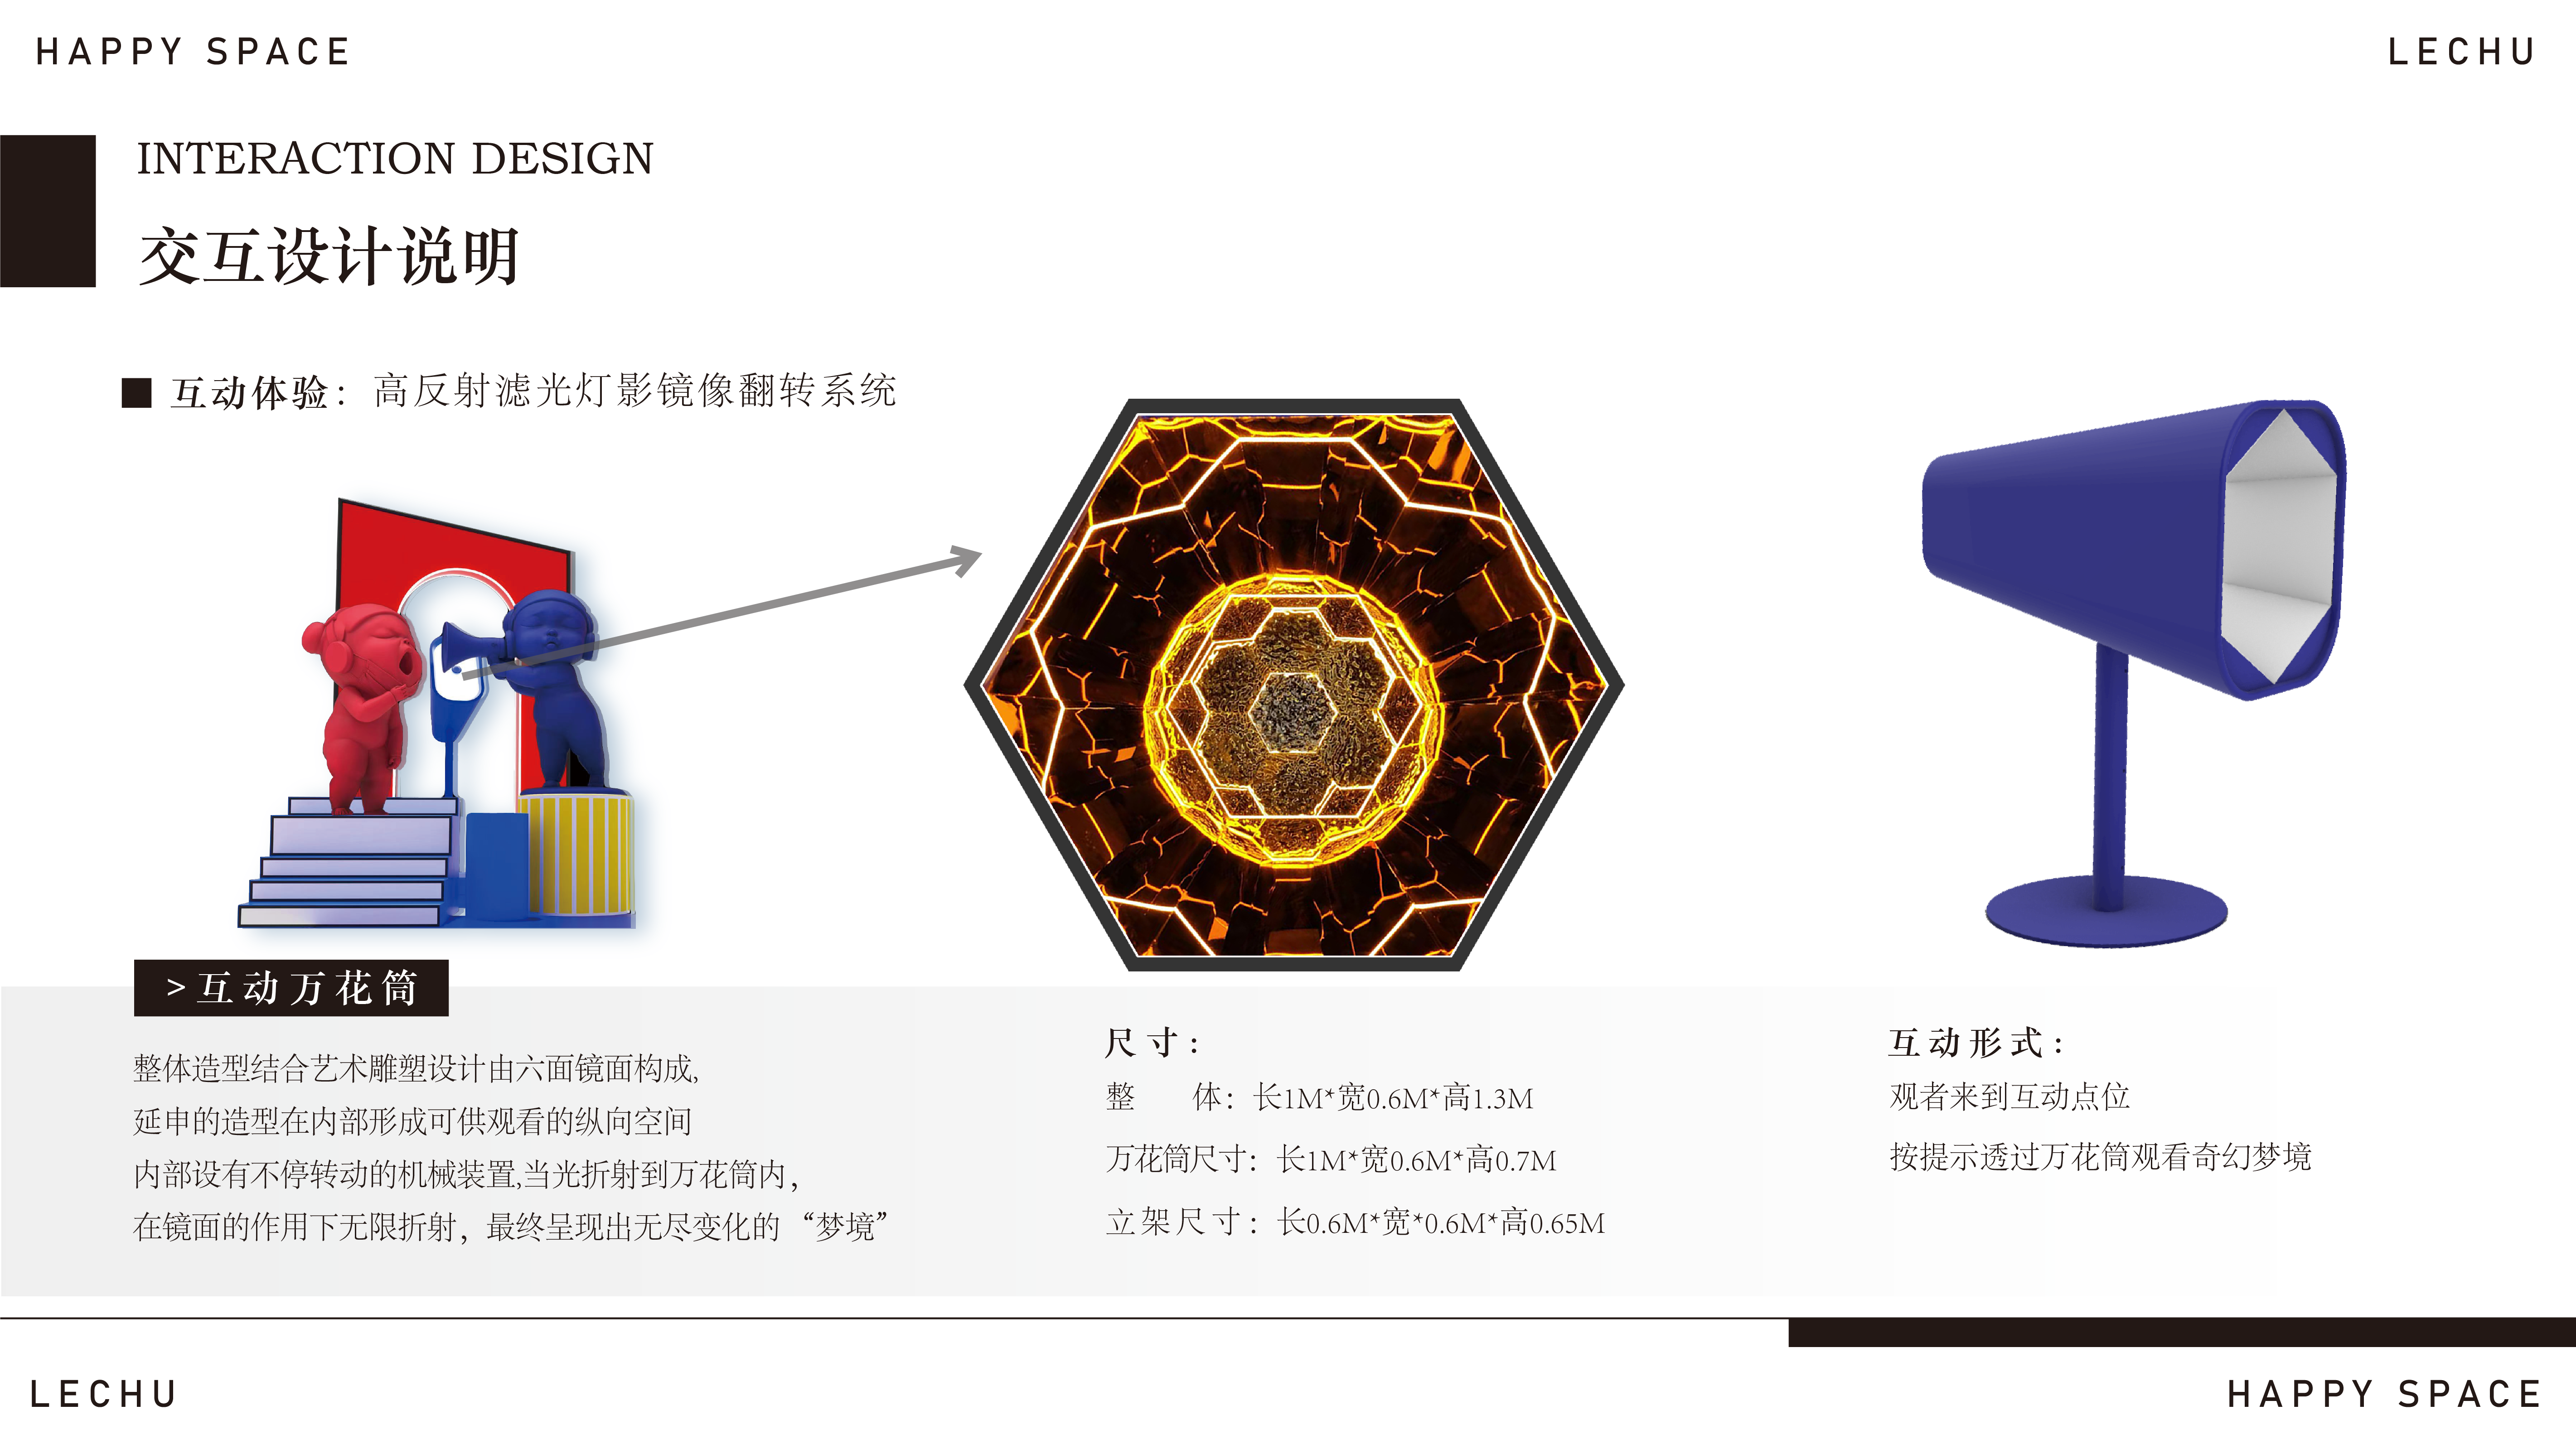 HAPPY SPACE
LECHU
INTERACTION DESIGN
交互设计说明
互动体验：高反射滤光灯影镜像翻转系统
>互动万花筒
整体造型结合艺术雕塑设计由六面镜面构成,
延申的造型在内部形成可供观看的纵向空间
内部设有不停转动的机械装置,当光折射到万花筒内，
在镜面的作用下无限折射，最终呈现出无尽变化的“梦境”
尺寸：
整 体：长1M*宽0.6M*高1.3M
万花筒尺寸：长1M*宽0.6M*高0.7M
立架尺寸：长0.6M*宽*0.6M*高0.65M
互动形式：
观者来到互动点位
按提示透过万花筒观看奇幻梦境
LECHU
HAPPY SPACE